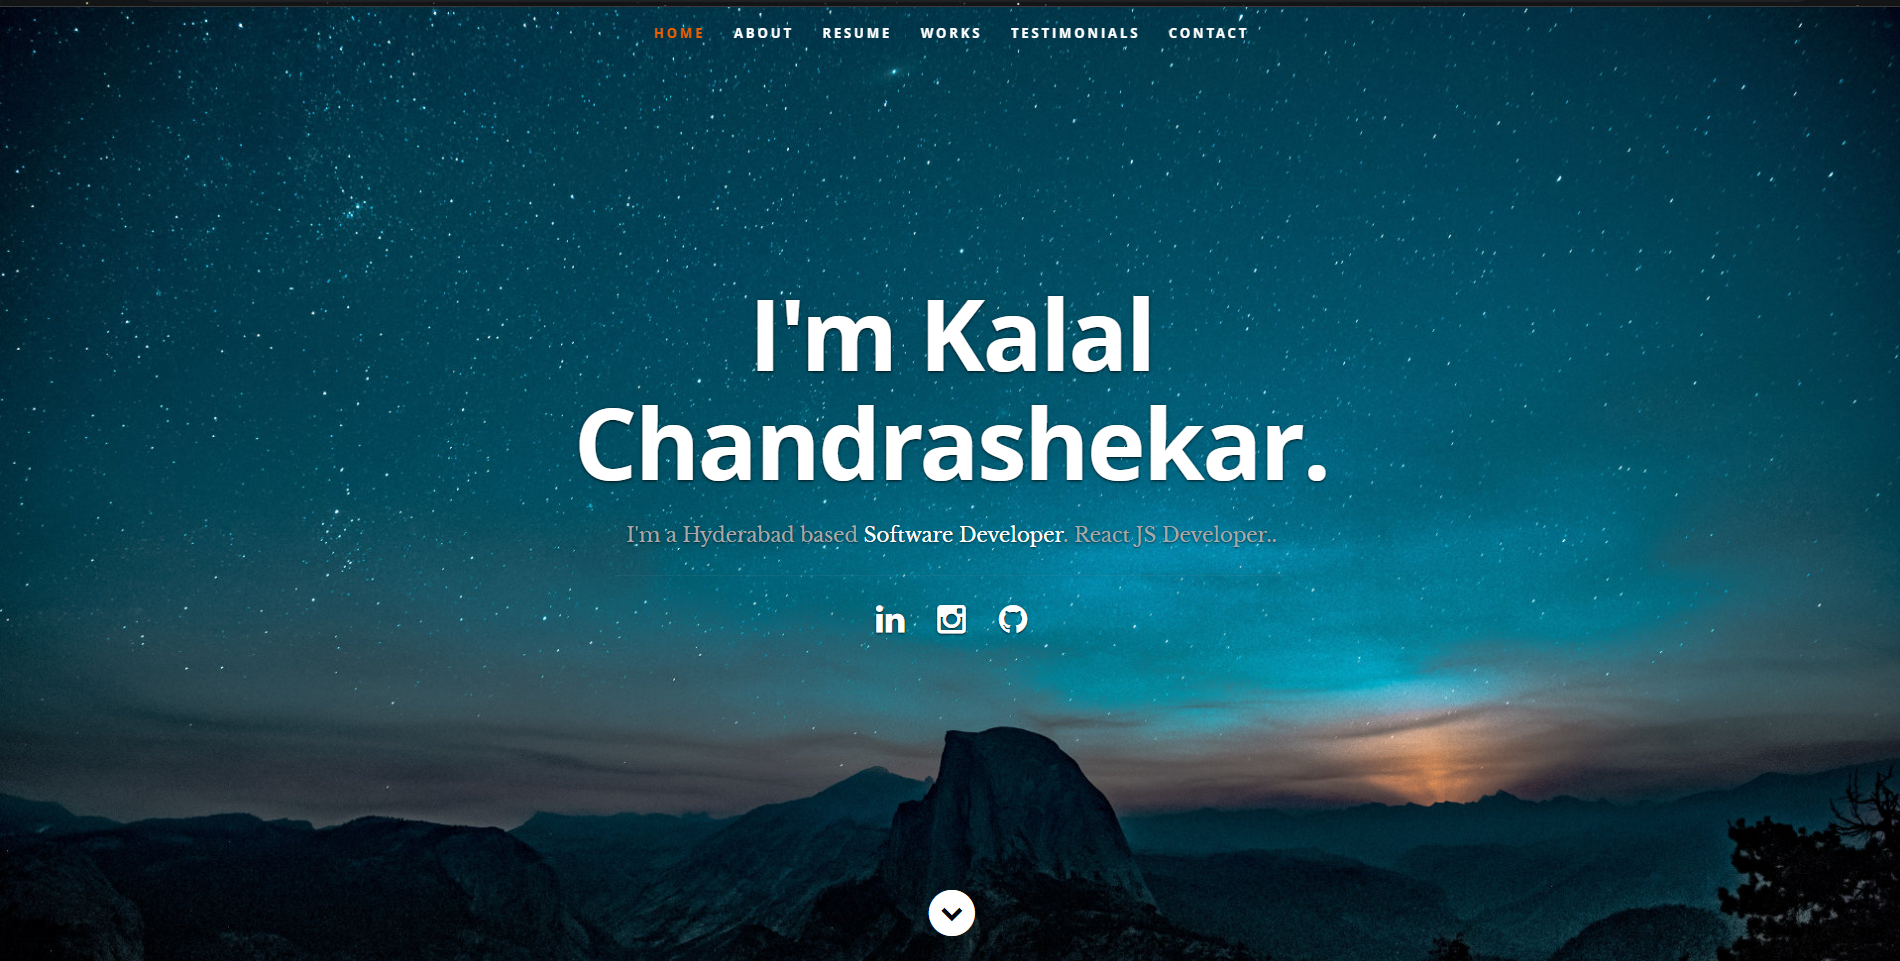 HOME ABOUT RESUME WORKS TESTIMONIALS CONTACT
I'm Kalal
Chandrashekar.
I'm a Hyderabad based Software Developer. React JS Developer..
in